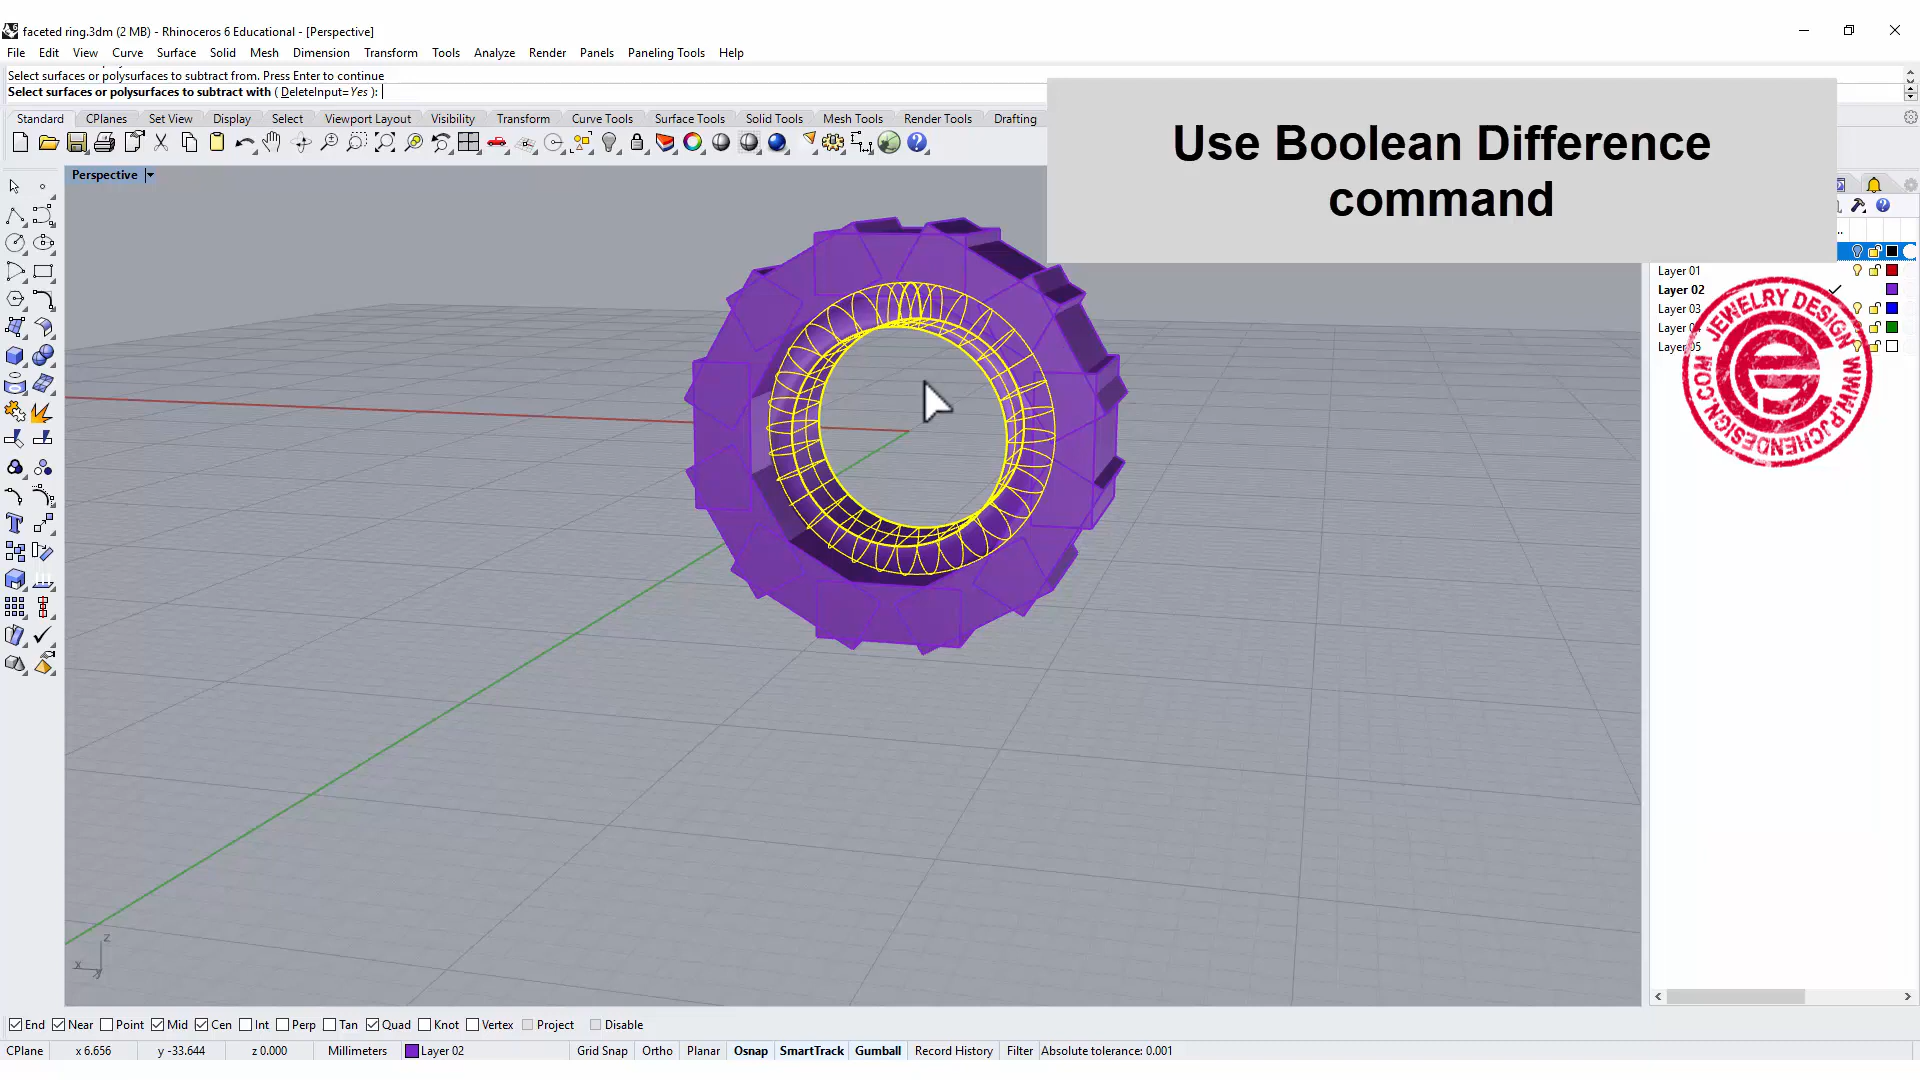 faceted ring.3dm (2 MB) - Rhinoceros 6 Educational - [Perspective]
File Edit View Curve Surface Solid Mesh Dimension Transform Tools Analyze Render Panels Paneling Tools Help
Select surfaces or polysurfaces to subtract from. Press Enter to continue
Select surfaces or polysurfaces to subtract with ( DeleteInput=Yes ):
Standard CPlanes Set View Display Select Viewport Layout Visibility Transform Curve Tools Surface Tools Solid Tools Mesh Tools Render Tools Drafting
Use Boolean Difference
command
Perspective
Layer 01
Layer 02
Layer 03
JEWELRY DESIGN WWW.PJCHENDESIGN.COM
z
x
y
End Near Point Mid Cen Int Perp Tan Quad Knot Vertex Project Disable
CPlane x 6.656 y -33.644 z 0.000 Millimeters Layer 02 Grid Snap Ortho Planar Osnap SmartTrack Gumball Record History Filter Absolute tolerance: 0.001